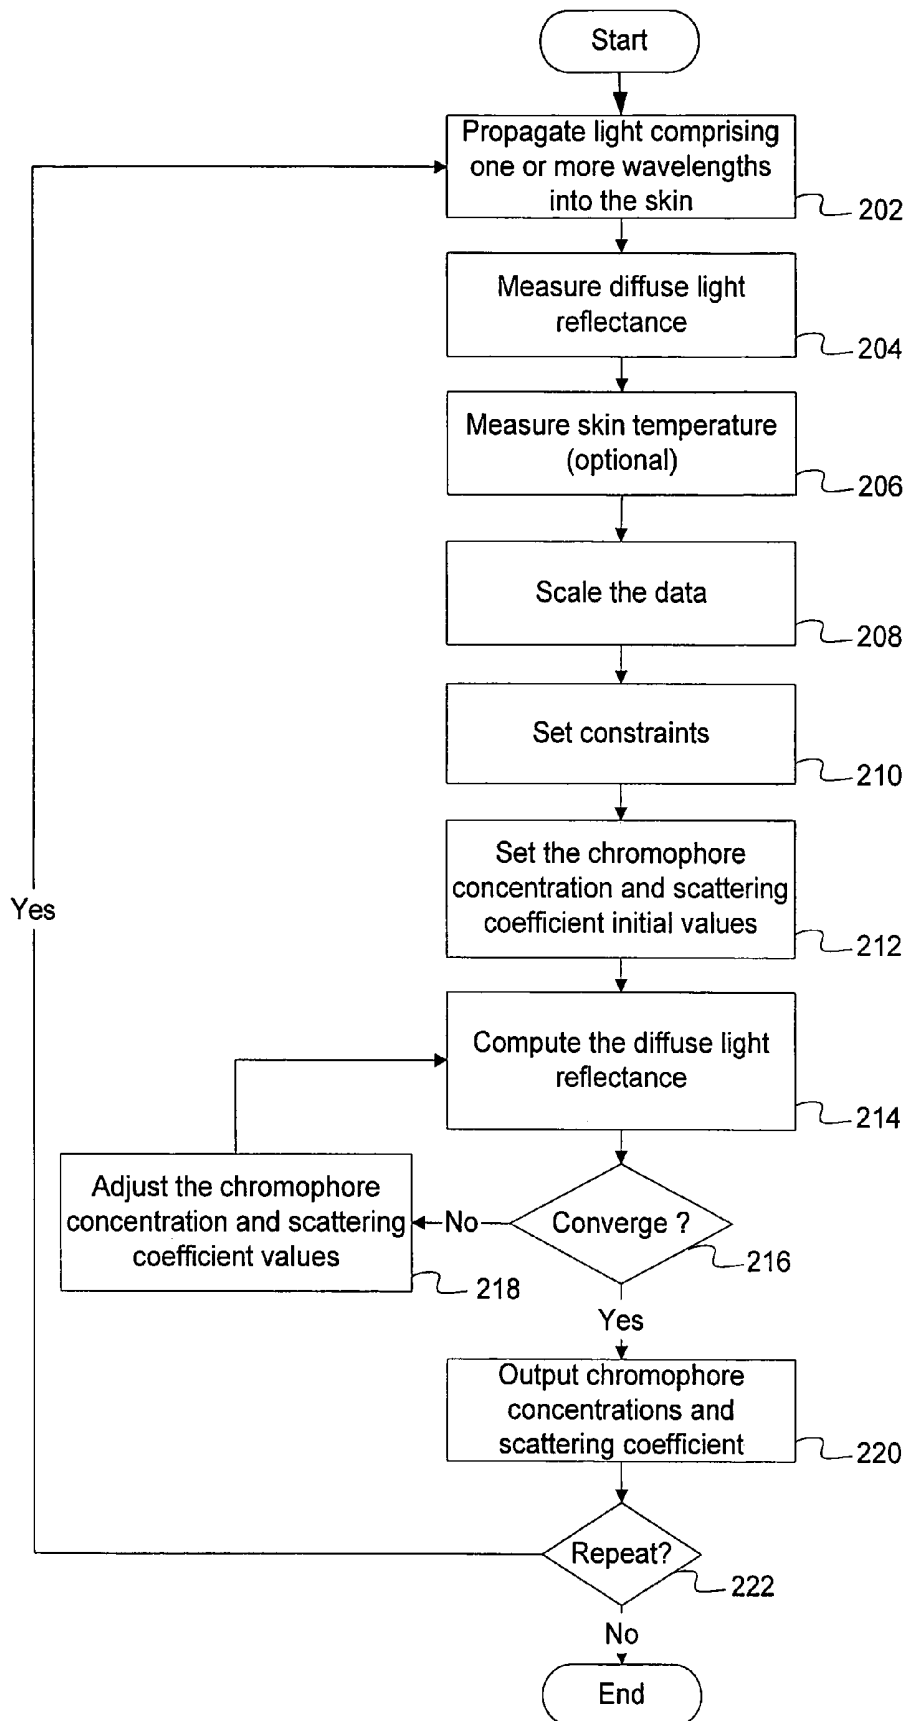 Start
Propagate light comprising
one or more wavelengths
into the skin
202
Measure diffuse light
reflectance
204
Measure skin temperature
(optional)
206
Scale the data
208
Set constraints
210
Set the chromophore
concentration and scattering
coefficient initial values
212
Yes
Compute the diffuse light
reflectance
214
Converge ?
216
No
Adjust the chromophore
concentration and scattering
coefficient values
218
Yes
Output chromophore
concentrations and
scattering coefficient
220
Repeat?
222
No
End